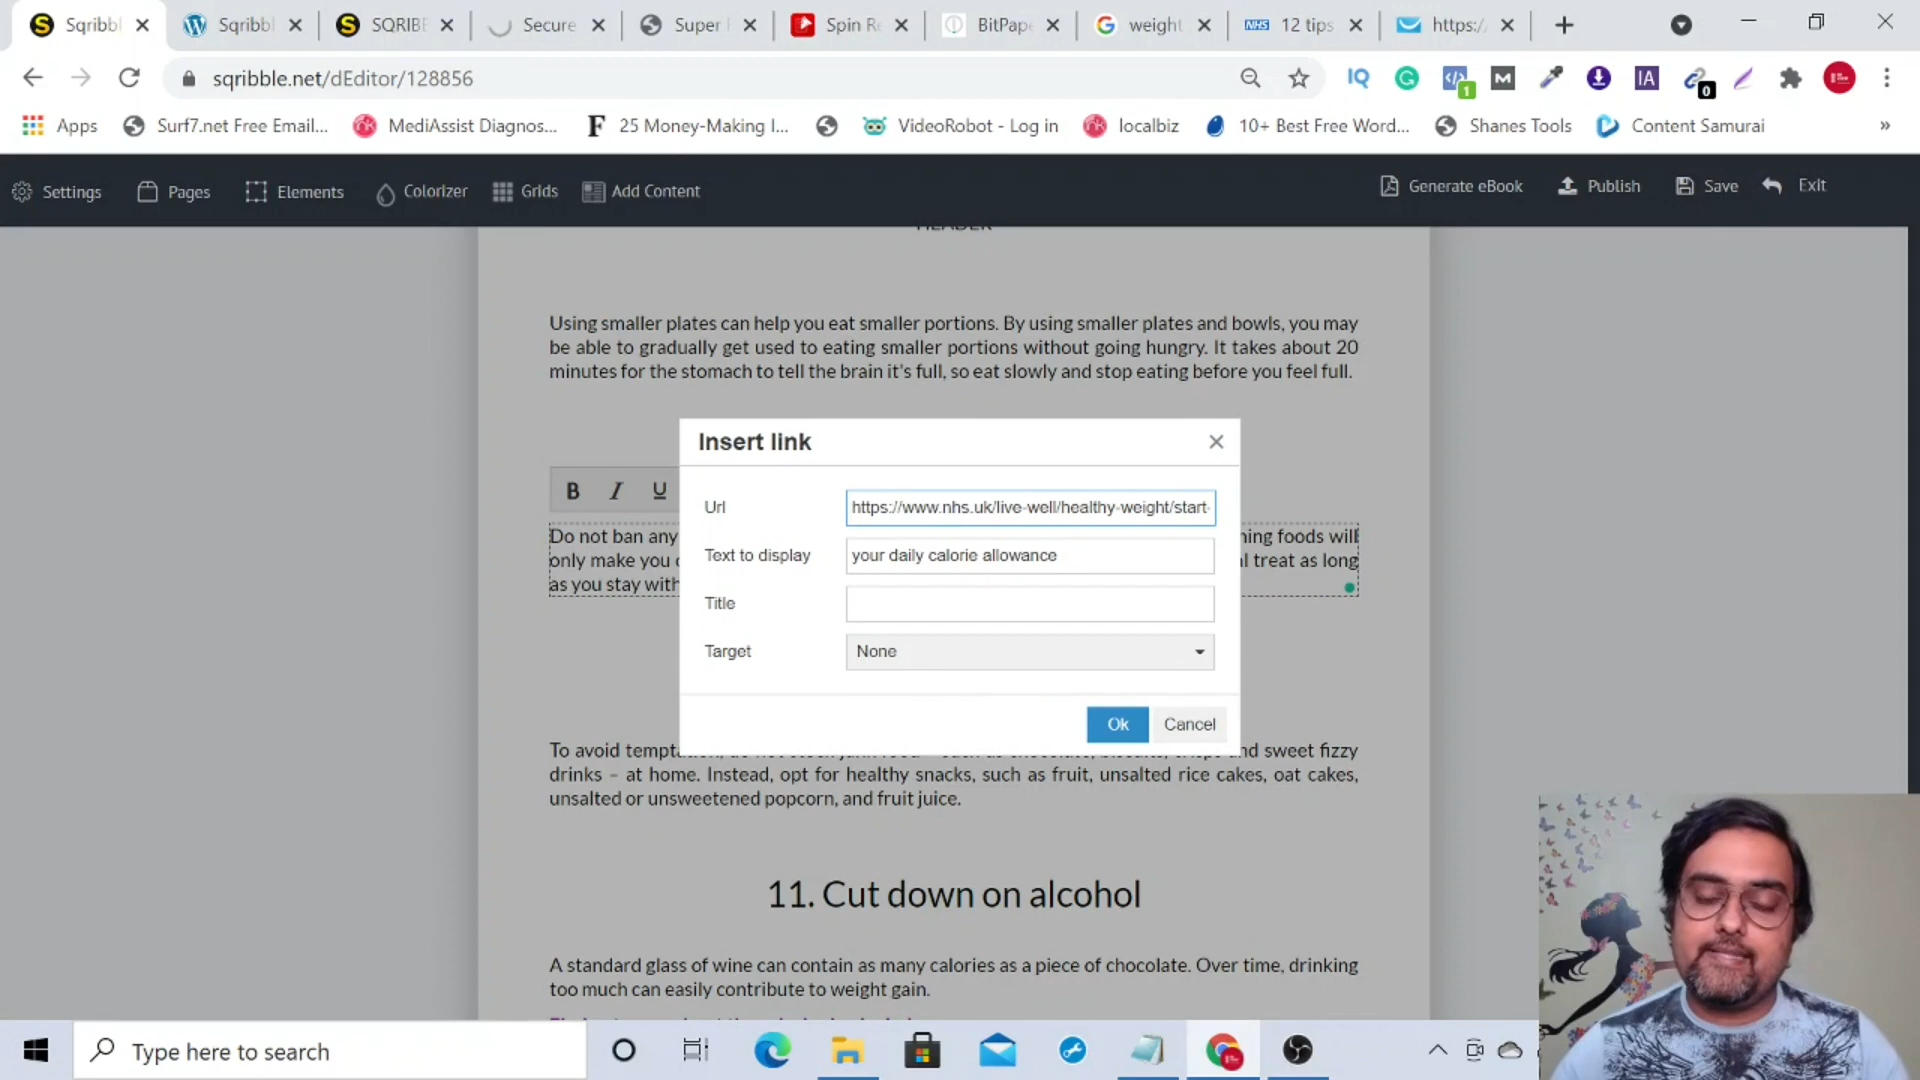 Sqribbl
Sqribbl
SQRIBE
Secure
Super
Spin Re
BitPape
weight
NHS 12 tips
https:/
sqribble.net/dEditor/128856
IQ
1
M
IA
0
Apps
Surf7.net Free Email...
MediAssist Diagnos...
25 Money-Making I...
VideoRobot - Log in
localbiz
10+ Best Free Word...
Shanes Tools
Content Samurai
»
Settings
Pages
Elements
Colorizer
Grids
Add Content
Generate eBook
Publish
Save
Exit
HEADER
Using smaller plates can help you eat smaller portions. By using smaller plates and bowls, you may
be able to gradually get used to eating smaller portions without going hungry. It takes about 20
minutes for the stomach to tell the brain it's full, so eat slowly and stop eating before you feel full.
Insert link
B I U
Url
https://www.nhs.uk/live-well/healthy-weight/start-
Do not ban any
ning foods will
Text to display
your daily calorie allowance
only make you
l treat as long
as you stay with
Title
Target
None
Ok
Cancel
To avoid tempt
nd sweet fizzy
drinks – at home. Instead, opt for healthy snacks, such as fruit, unsalted rice cakes, oat cakes,
unsalted or unsweetened popcorn, and fruit juice.
11. Cut down on alcohol
A standard glass of wine can contain as many calories as a piece of chocolate. Over time, drinking
too much can easily contribute to weight gain.
Type here to search